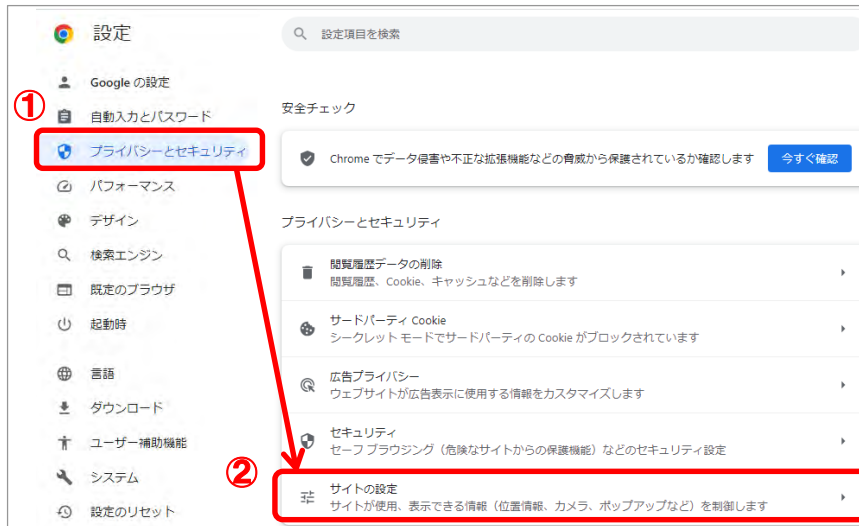 設定
設定項目を検索
Google の設定
①
自動入力とパスワード
プライバシーとセキュリティ
パフォーマンス
デザイン
検索エンジン
既定のブラウザ
起動時
言語
ダウンロード
ユーザー補助機能
システム
設定のリセット
安全チェック
Chrome でデータ侵害や不正な拡張機能などの脅威から保護されているか確認します
今すぐ確認
プライバシーとセキュリティ
閲覧履歴データの削除
閲覧履歴、Cookie、キャッシュなどを削除します
サードパーティ Cookie
シークレット モードでサードパーティの Cookie がブロックされています
広告プライバシー
ウェブサイトが広告表示に使用する情報をカスタマイズします
セキュリティ
セーフ ブラウジング（危険なサイトからの保護機能）などのセキュリティ設定
②
サイトの設定
サイトが使用、表示できる情報（位置情報、カメラ、ポップアップなど）を制御します